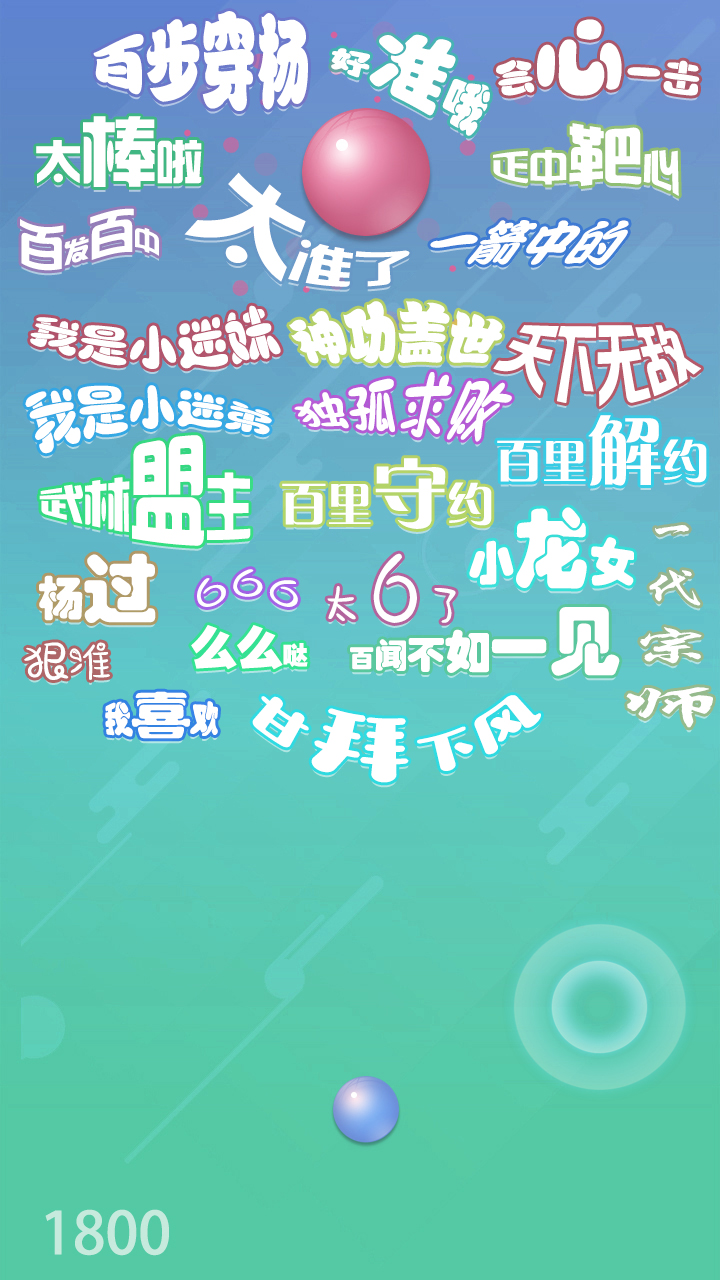 百步穿杨
好准哦
会心一击
太棒啦
正中靶心
百发百中
太准了
一箭中的
我是小迷妹
神功盖世
天下无敌
我是小迷弟
独孤求败
百里解约
武林盟主
百里守约
小龙女
一代宗师
杨过
666
太6了
狠准
么么哒
百闻不如一见
我喜欢
甘拜下风
1800